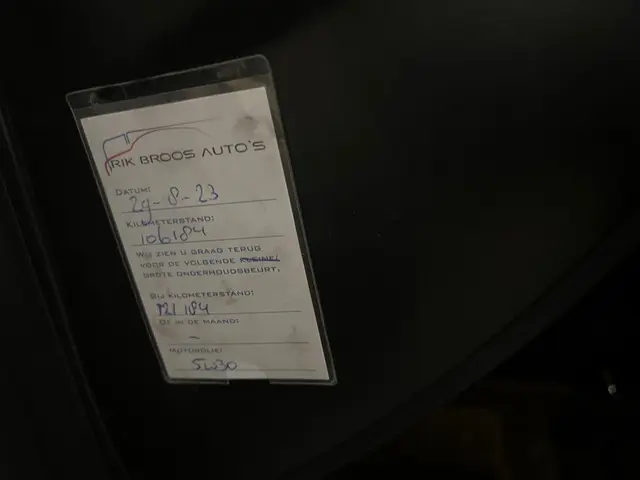 RIK BROOS AUTO'S
DATUM:
29-8-23
KILOMETERSTAND:
106184
WIJ ZIEN U GRAAG TERUG
VOOR DE VOLGENDE KLEINE/
GROTE ONDERHOUDSBEURT.
BIJ KILOMETERSTAND:
121184
OF IN DE MAAND:
-
MOTOROLIE:
5W30